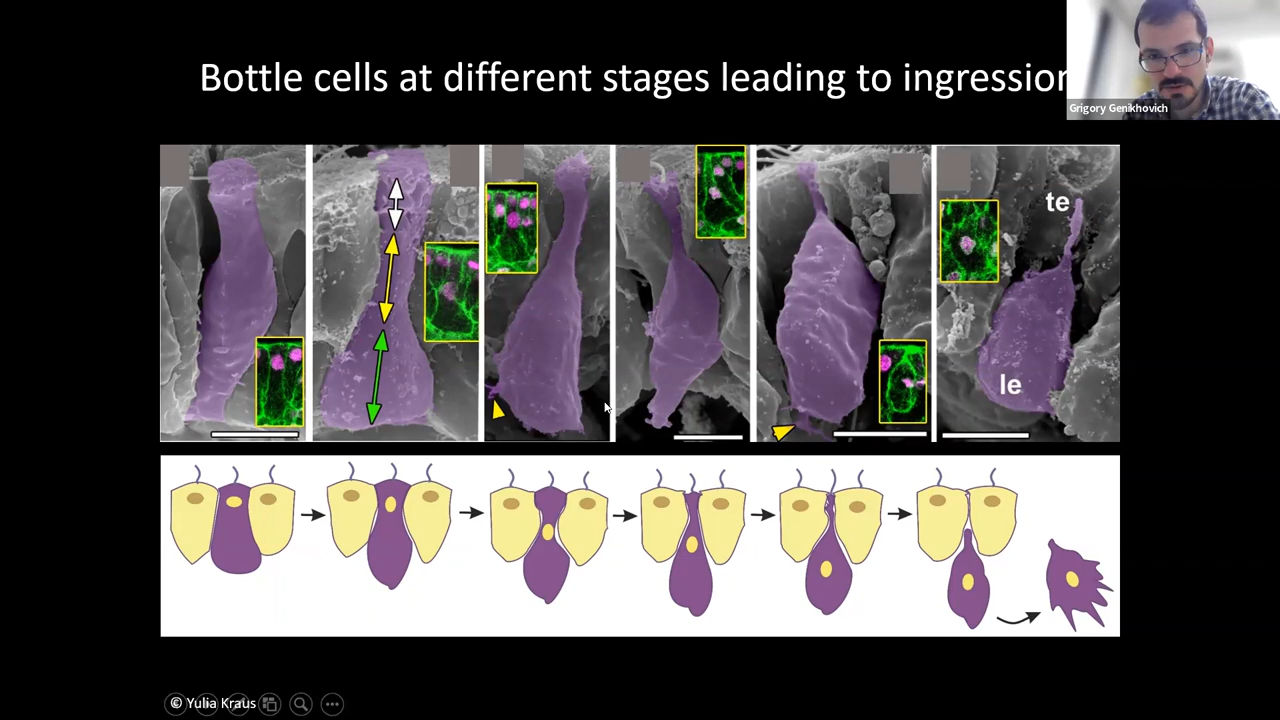 Bottle cells at different stages leading to ingression
Grigory Genikhovich
te
le
© Yulia Kraus